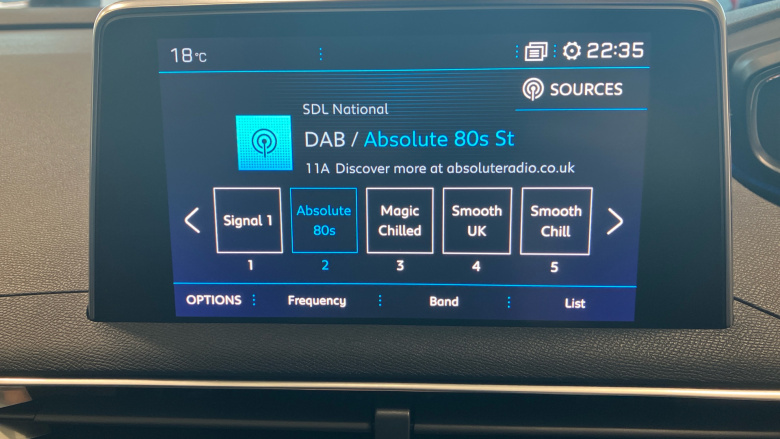 18°C
22:35
SOURCES
SDL National
DAB / Absolute 80s St
11A Discover more at absoluteradio.co.uk
Signal 1
Absolute
80s
Magic
Chilled
Smooth
UK
Smooth
Chill
1 2 3 4 5
OPTIONS Frequency Band List